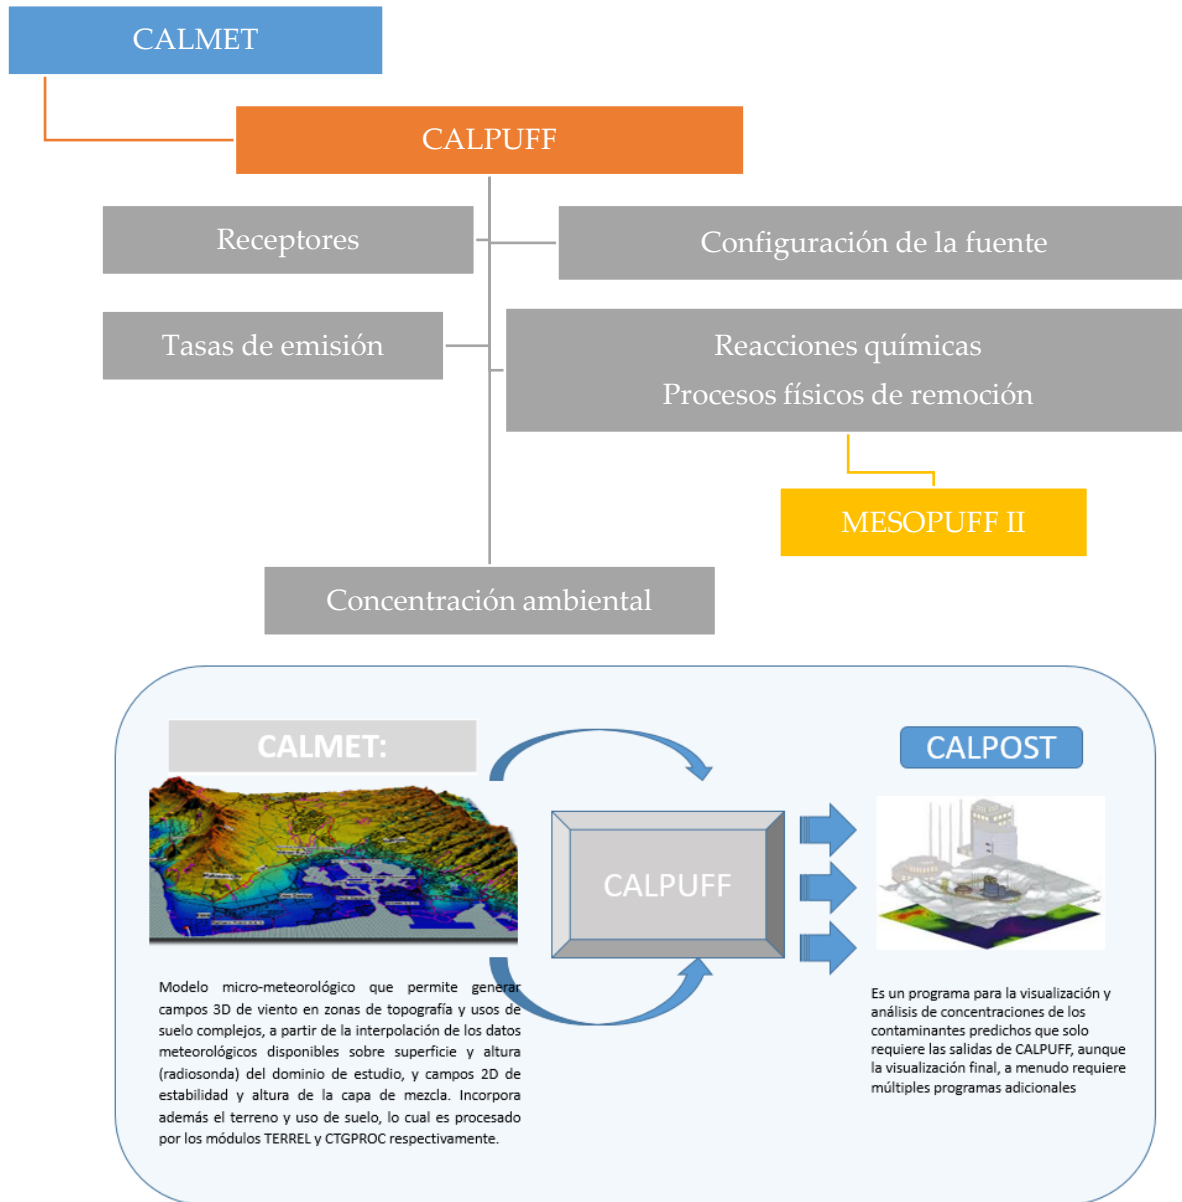 CALMET
CALPUFF
Receptores
Configuración de la fuente
Tasas de emisión
Reacciones químicas
Procesos físicos de remoción
MESOPUFF II
Concentración ambiental
CALMET:
CALPUFF
CALPOST
Modelo micro-meteorológico que permite generar
campos 3D de viento en zonas de topografía y usos de
suelo complejos, a partir de la interpolación de los datos
meteorológicos disponibles sobre superficie y altura
(radiosonda) del dominio de estudio, y campos 2D de
estabilidad y altura de la capa de mezcla. Incorpora
además el terreno y uso de suelo, lo cual es procesado
por los módulos TERREL y CTGPROC respectivamente.
Es un programa para la visualización y
análisis de concentraciones de los
contaminantes predichos que solo
requiere las salidas de CALPUFF, aunque
la visualización final, a menudo requiere
múltiples programas adicionales